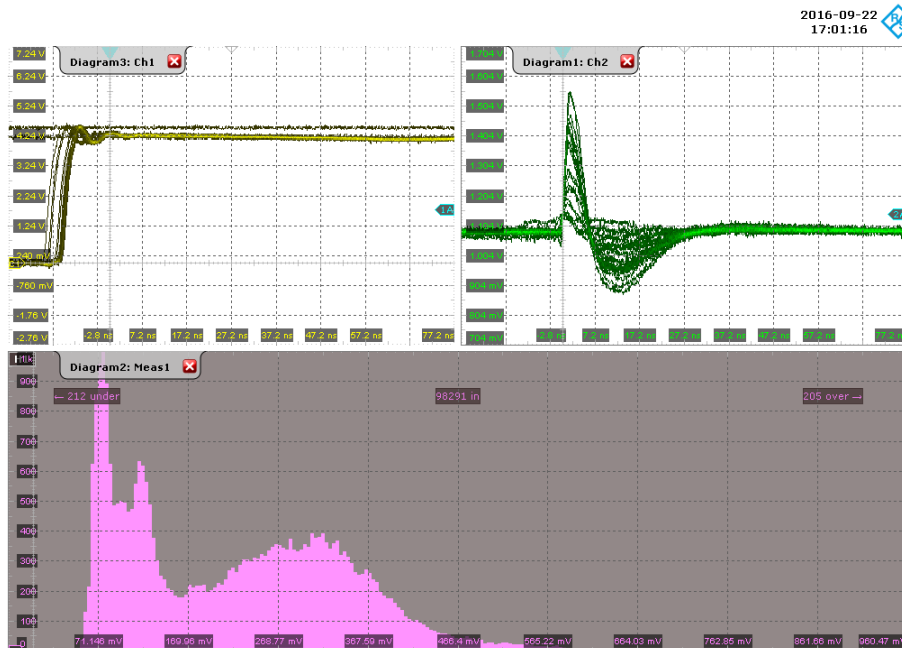 2016-09-22
17:01:16
Diagram3: Ch1
7.24 V
6.24 V
5.24 V
4.24 V
3.24 V
2.24 V
1.24 V
240 mV
-760 mV
-1.76 V
-2.76 V
-2.8 ns 7.2 ns 17.2 ns 27.2 ns 37.2 ns 47.2 ns 57.2 ns 77.2 ns
Diagram1: Ch2
1.704 V
1.604 V
1.504 V
1.404 V
1.304 V
1.204 V
1.104 V
1.004 V
904 mV
804 mV
704 mV
-2.8 ns 7.2 ns 17.2 ns 27.2 ns 37.2 ns 47.2 ns 57.2 ns 77.2 ns
Diagram2: Meas1
← 212 under 98291 in 205 over →
900
800
700
600
500
400
300
200
100
0
71.146 mV 169.96 mV 268.77 mV 367.59 mV 466.4 mV 565.22 mV 664.03 mV 762.85 mV 861.66 mV 960.47 mV